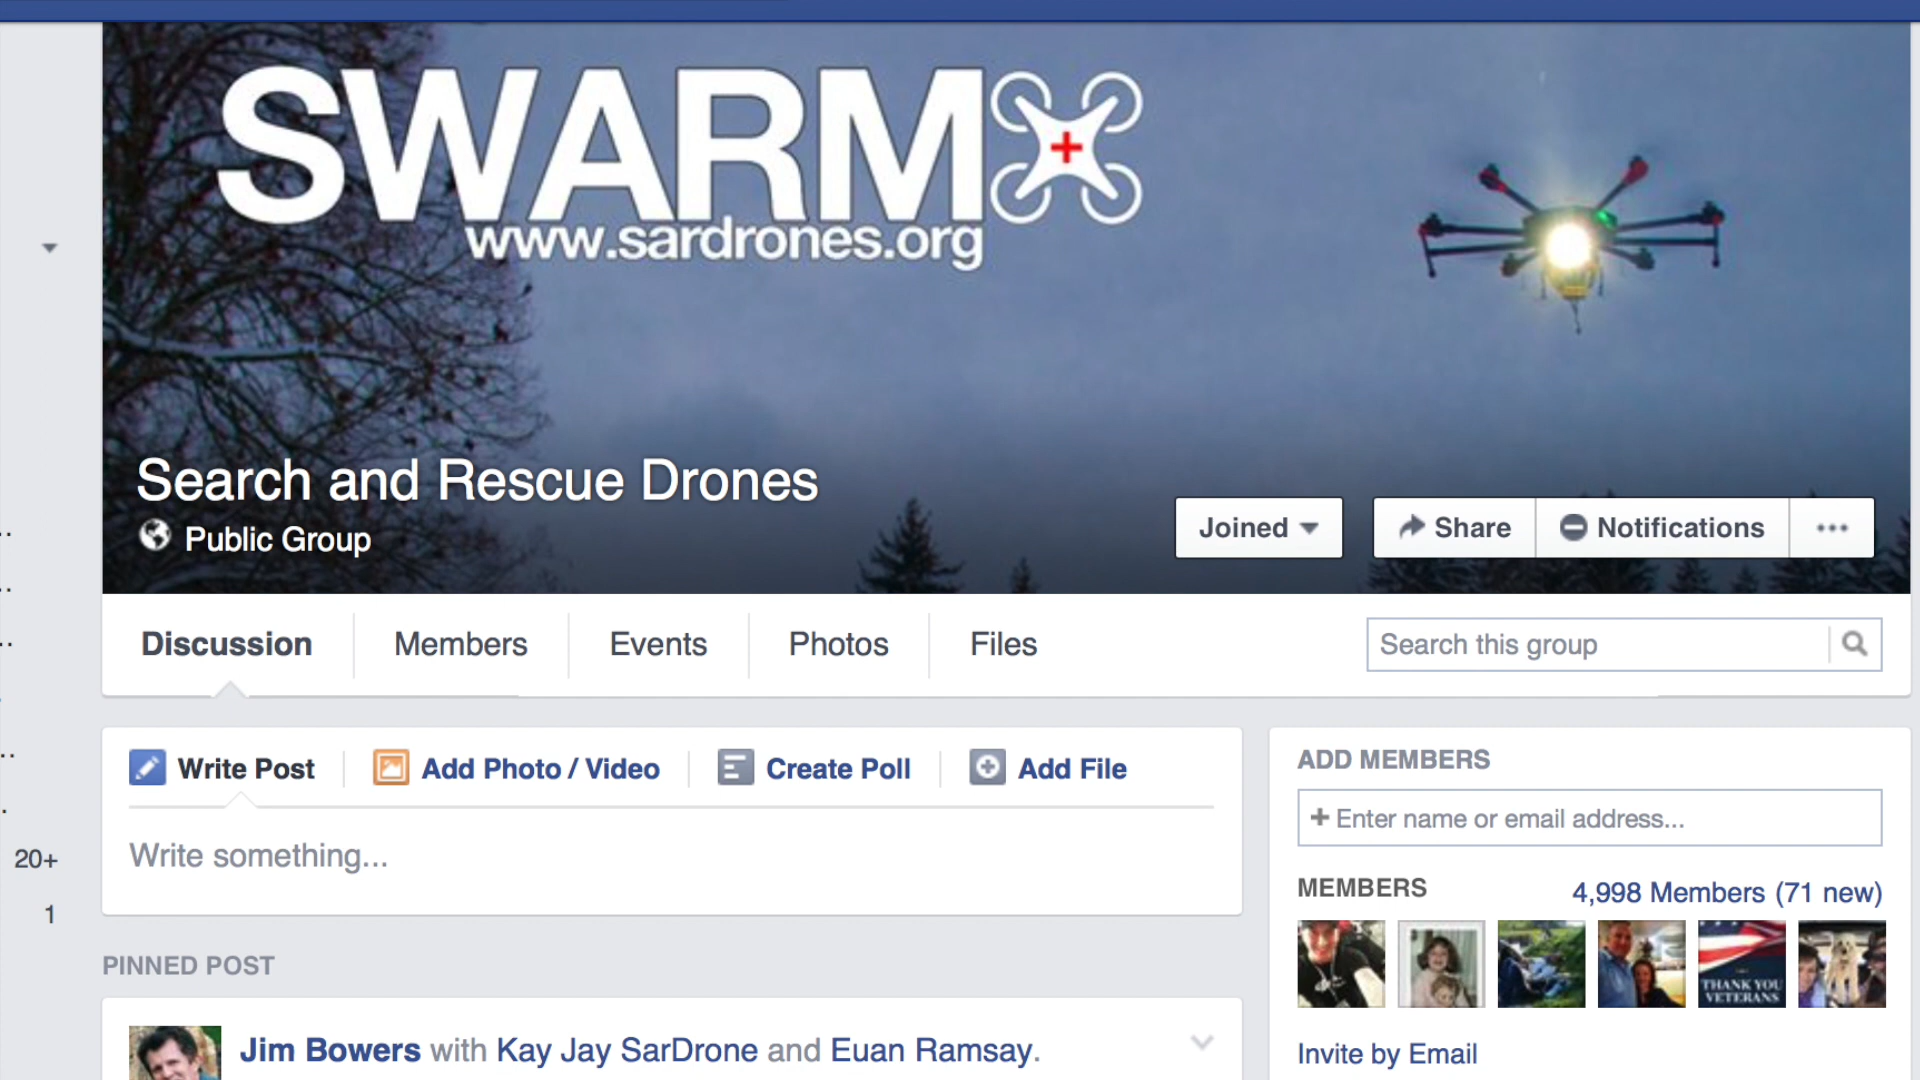 SWARM
www.sardrones.org
Search and Rescue Drones
Public Group
Joined
Share
Notifications
Discussion
Members
Events
Photos
Files
Search this group
Write Post
Add Photo / Video
Create Poll
Add File
Write something...
20+
1
ADD MEMBERS
+ Enter name or email address...
MEMBERS
4,998 Members (71 new)
THANK YOU
VETERANS
Invite by Email
PINNED POST
Jim Bowers with Kay Jay SarDrone and Euan Ramsay.